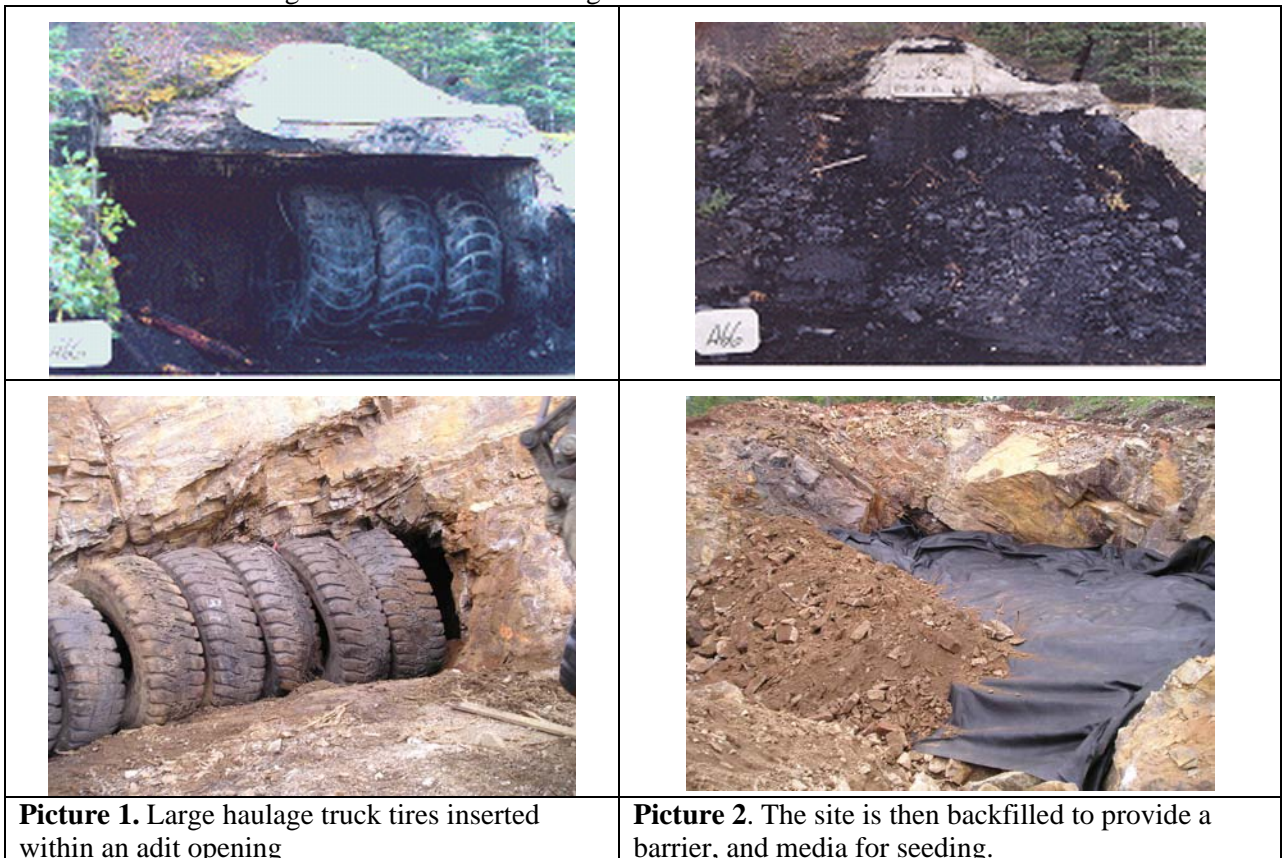 A66
Picture 1. Large haulage truck tires inserted
within an adit opening
Picture 2. The site is then backfilled to provide a
barrier, and media for seeding.